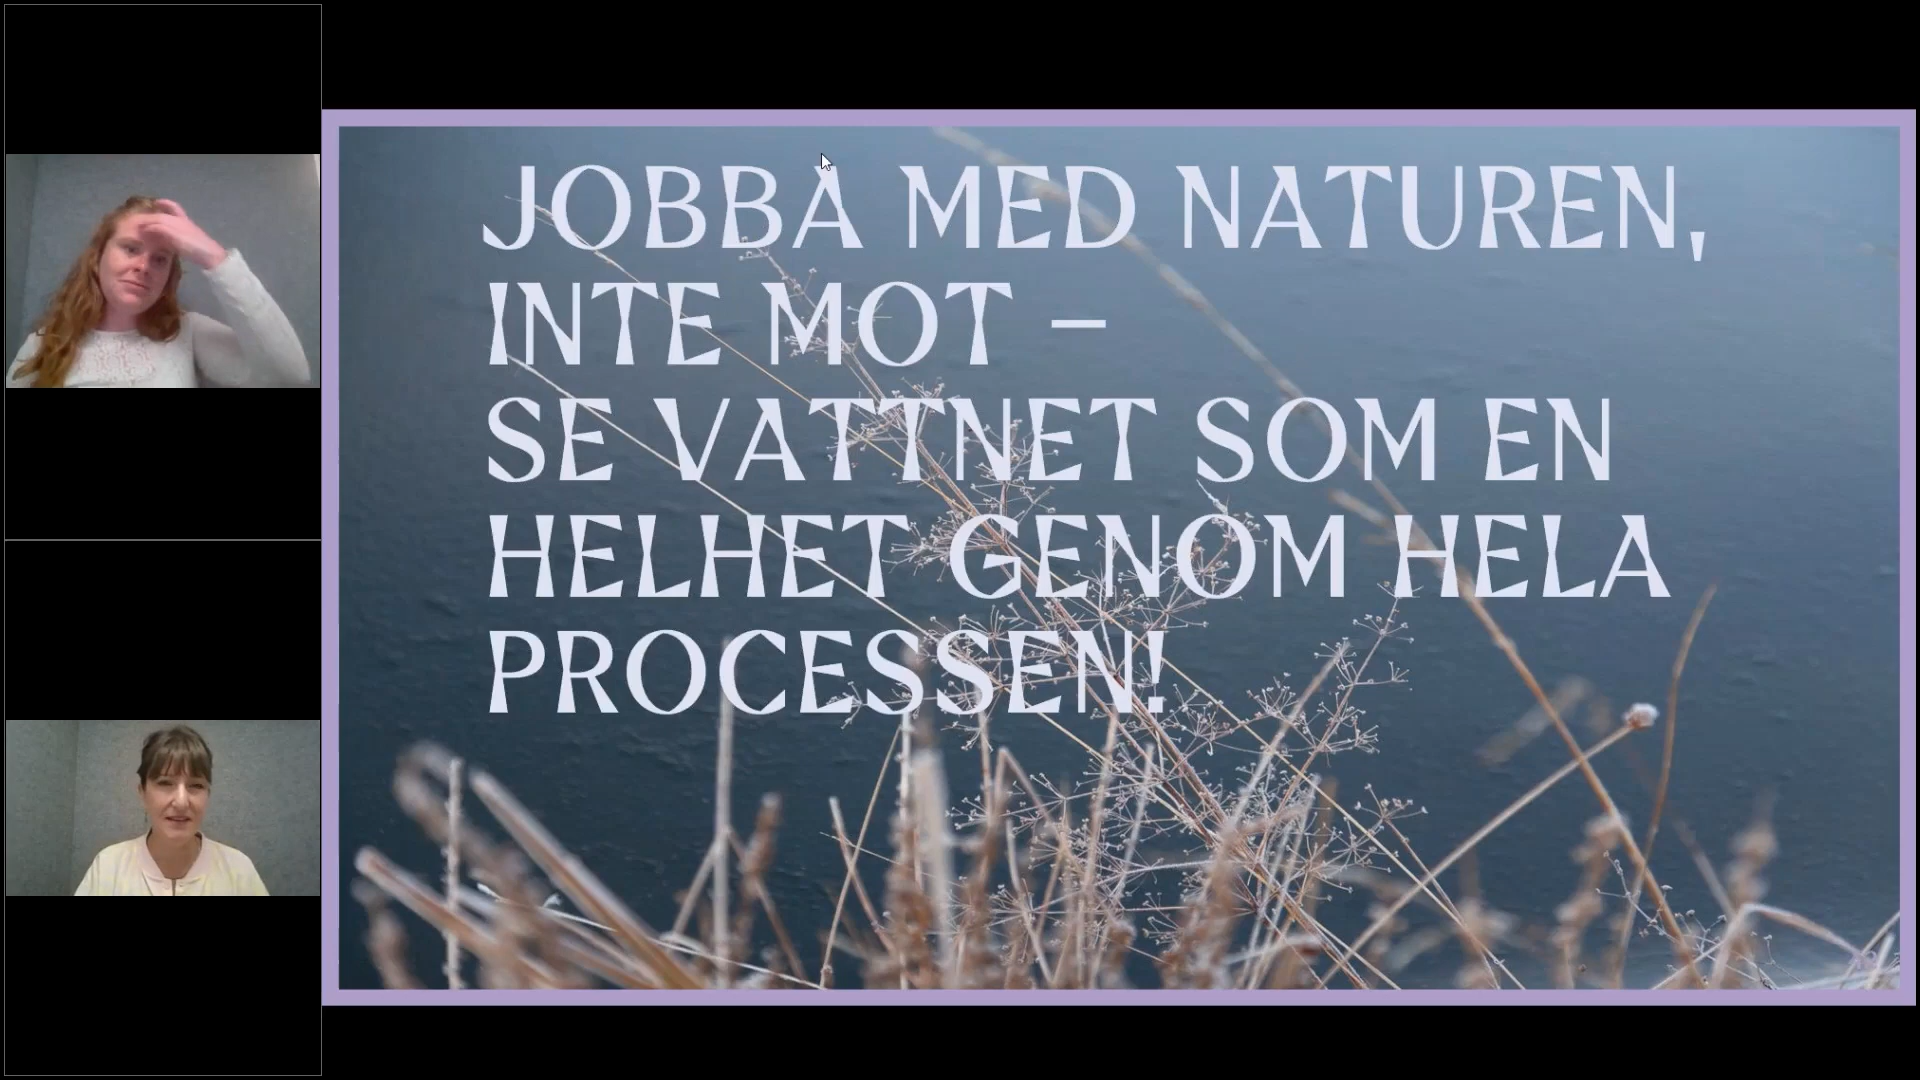 JOBBA MED NATUREN,
INTE MOT –
SE VATTNET SOM EN
HELHET GENOM HELA
PROCESSEN!